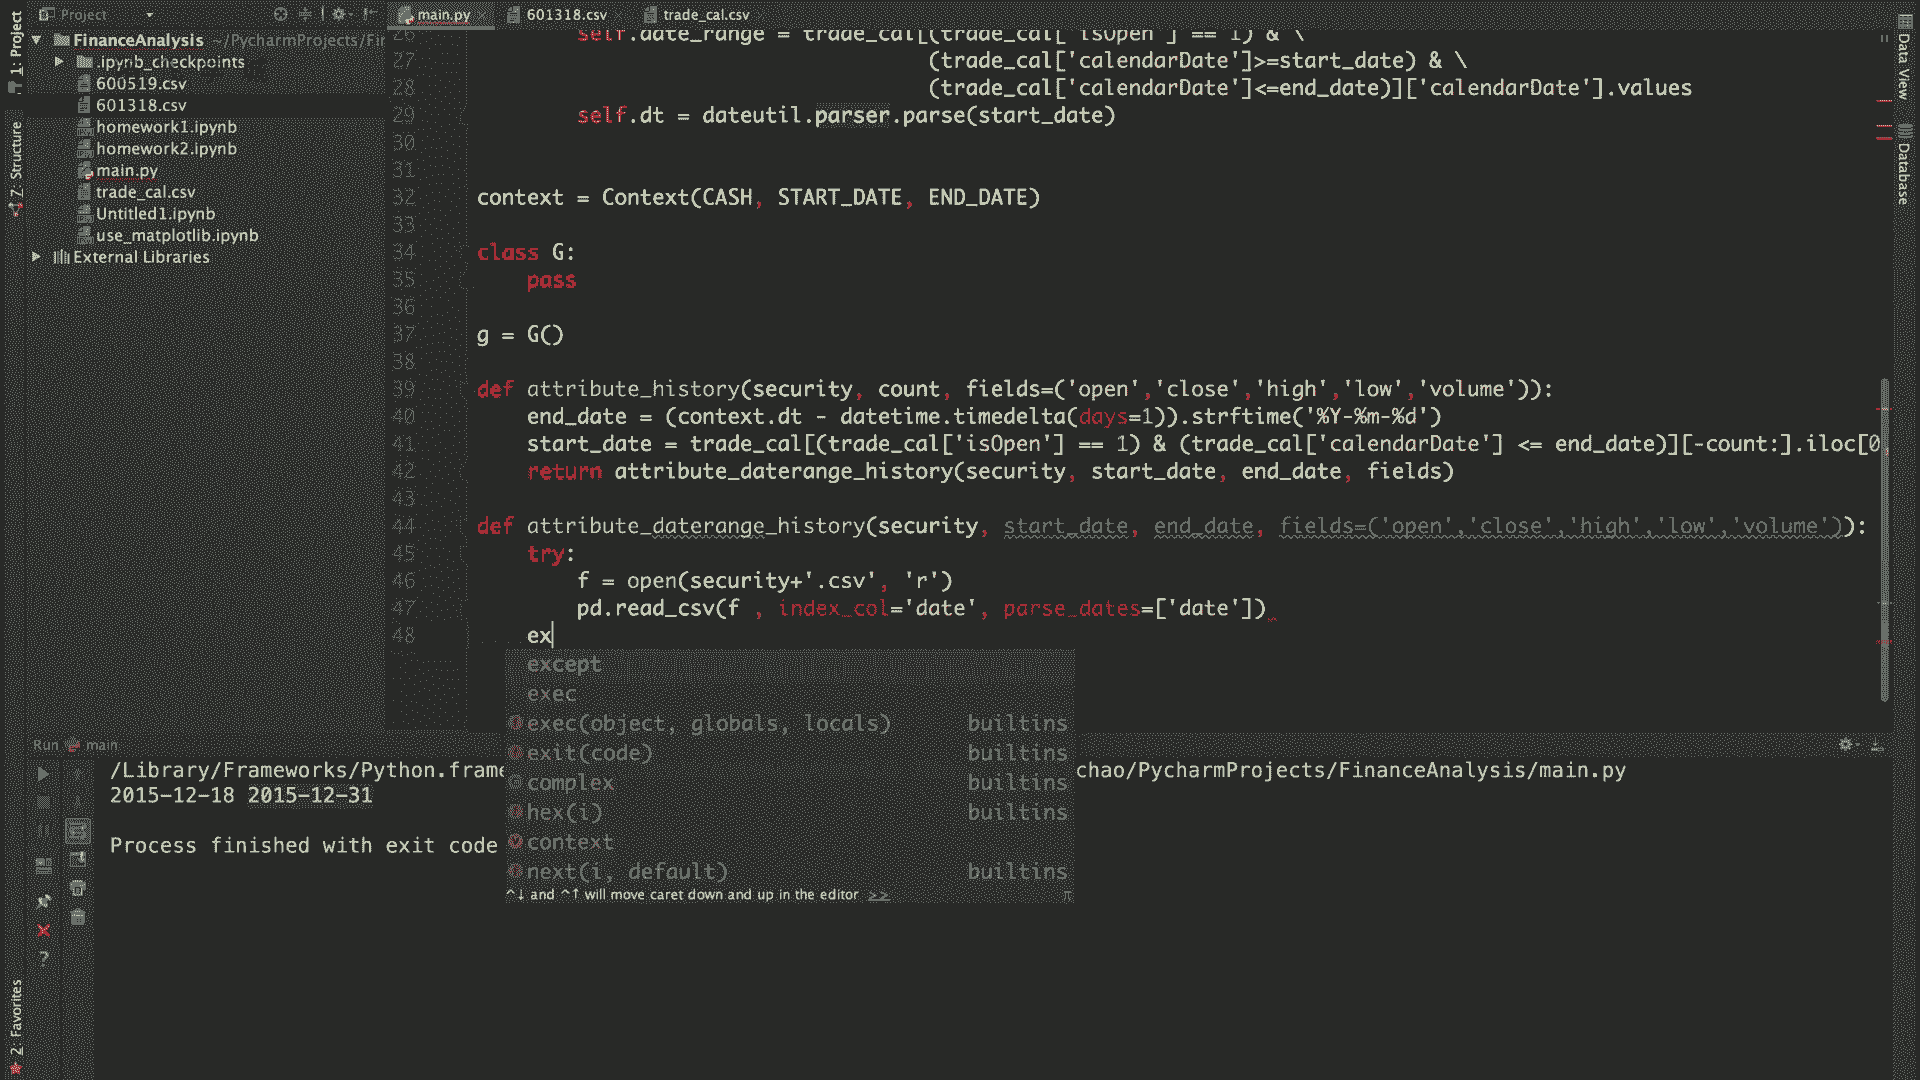 Project
main.py
601318.csv
trade_cal.csv
1: Project
7: Structure
2: Favorites
Data View
Database
FinanceAnalysis ~/PycharmProjects/Fir
.ipynb_checkpoints
600519.csv
601318.csv
homework1.ipynb
homework2.ipynb
main.py
trade_cal.csv
Untitled1.ipynb
use_matplotlib.ipynb
External Libraries
26 self.date_range = trade_cal[(trade_cal['isOpen'] == 1) & \
27 (trade_cal['calendarDate']>=start_date) & \
28 (trade_cal['calendarDate']<=end_date)]['calendarDate'].values
29 self.dt = dateutil.parser.parse(start_date)
30
31
32 context = Context(CASH, START_DATE, END_DATE)
33
34 class G:
35 pass
36
37 g = G()
38
39 def attribute_history(security, count, fields=('open','close','high','low','volume')):
40 end_date = (context.dt - datetime.timedelta(days=1)).strftime('%Y-%m-%d')
41 start_date = trade_cal[(trade_cal['isOpen'] == 1) & (trade_cal['calendarDate'] <= end_date)][-count:].iloc[0,
42 return attribute_daterange_history(security, start_date, end_date, fields)
43
44 def attribute_daterange_history(security, start_date, end_date, fields=('open','close','high','low','volume')):
45 try:
46 f = open(security+'.csv', 'r')
47 pd.read_csv(f , index_col='date', parse_dates=['date'])
48 ex
except
exec
exec(object, globals, locals) builtins
exit(code) builtins
complex builtins
hex(i) builtins
context
next(i, default) builtins
^↓ and ^↑ will move caret down and up in the editor >>
π
Run main
/Library/Frameworks/Python.frame chao/PycharmProjects/FinanceAnalysis/main.py
2015-12-18 2015-12-31
Process finished with exit code